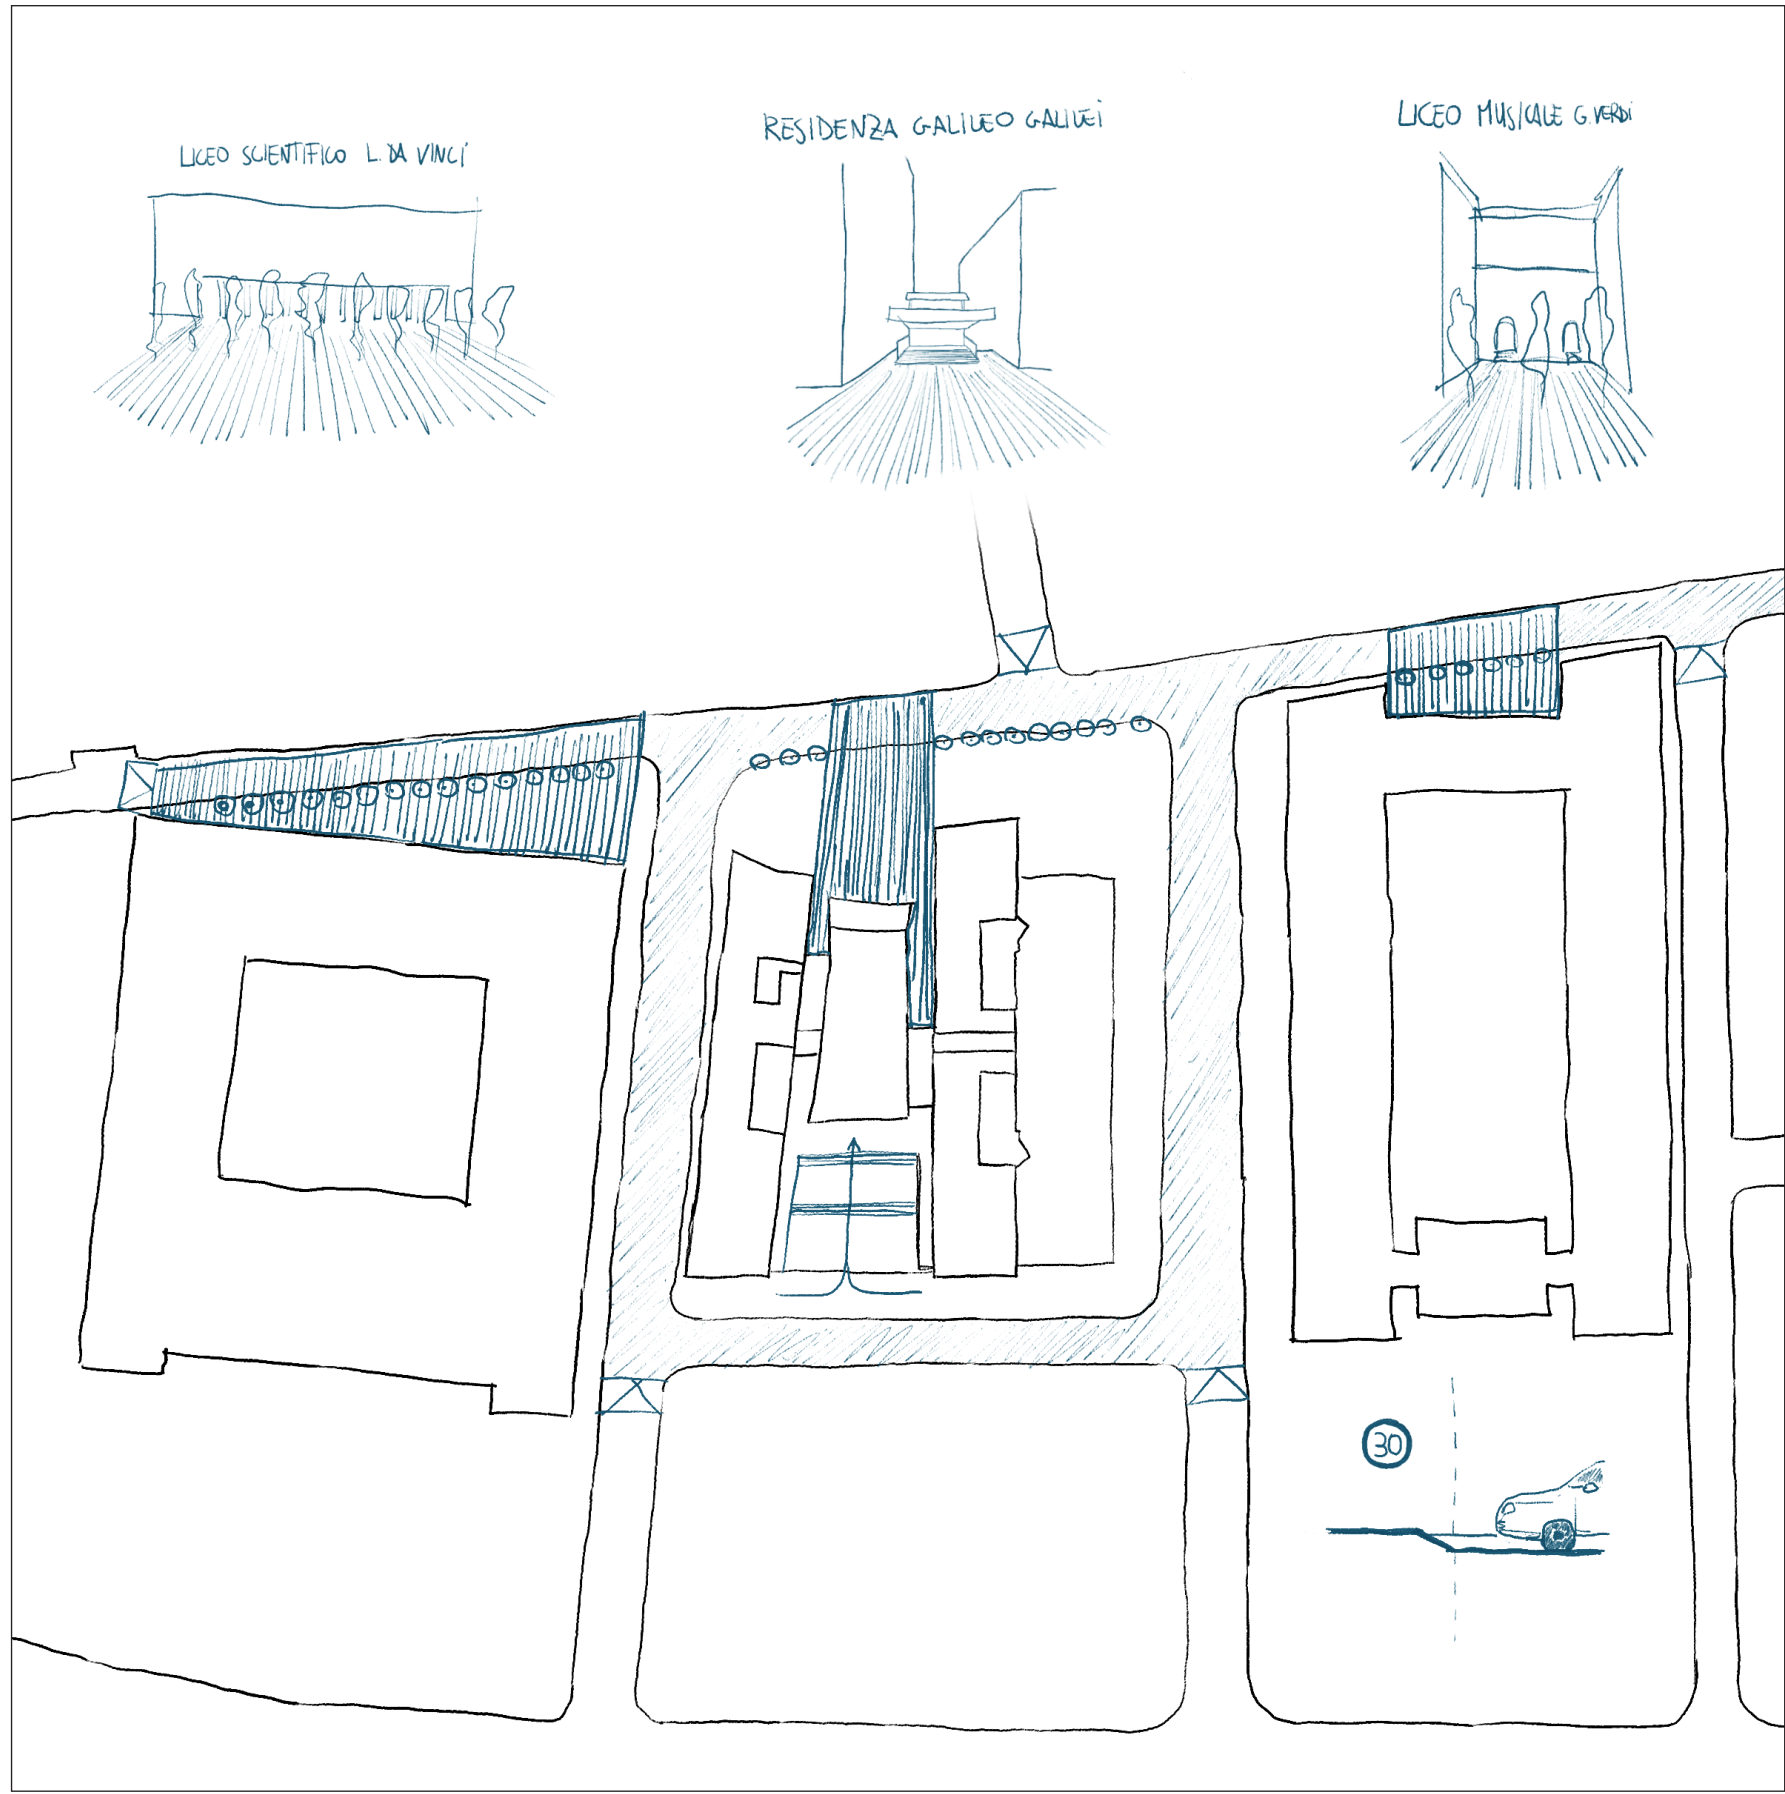 LICEO SCIENTIFICO L. DA VINCI
RESIDENZA GALILEO GALILEI
LICEO MUSICALE G. VERDI
30